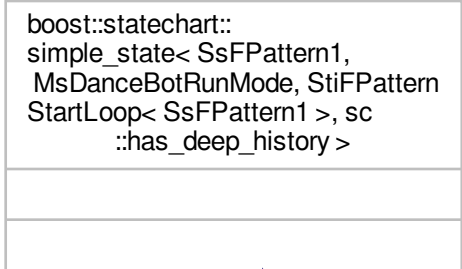 boost::statechart::
simple_state< SsFPattern1,
MsDanceBotRunMode, StiFPattern
StartLoop< SsFPattern1 >, sc
::has_deep_history >